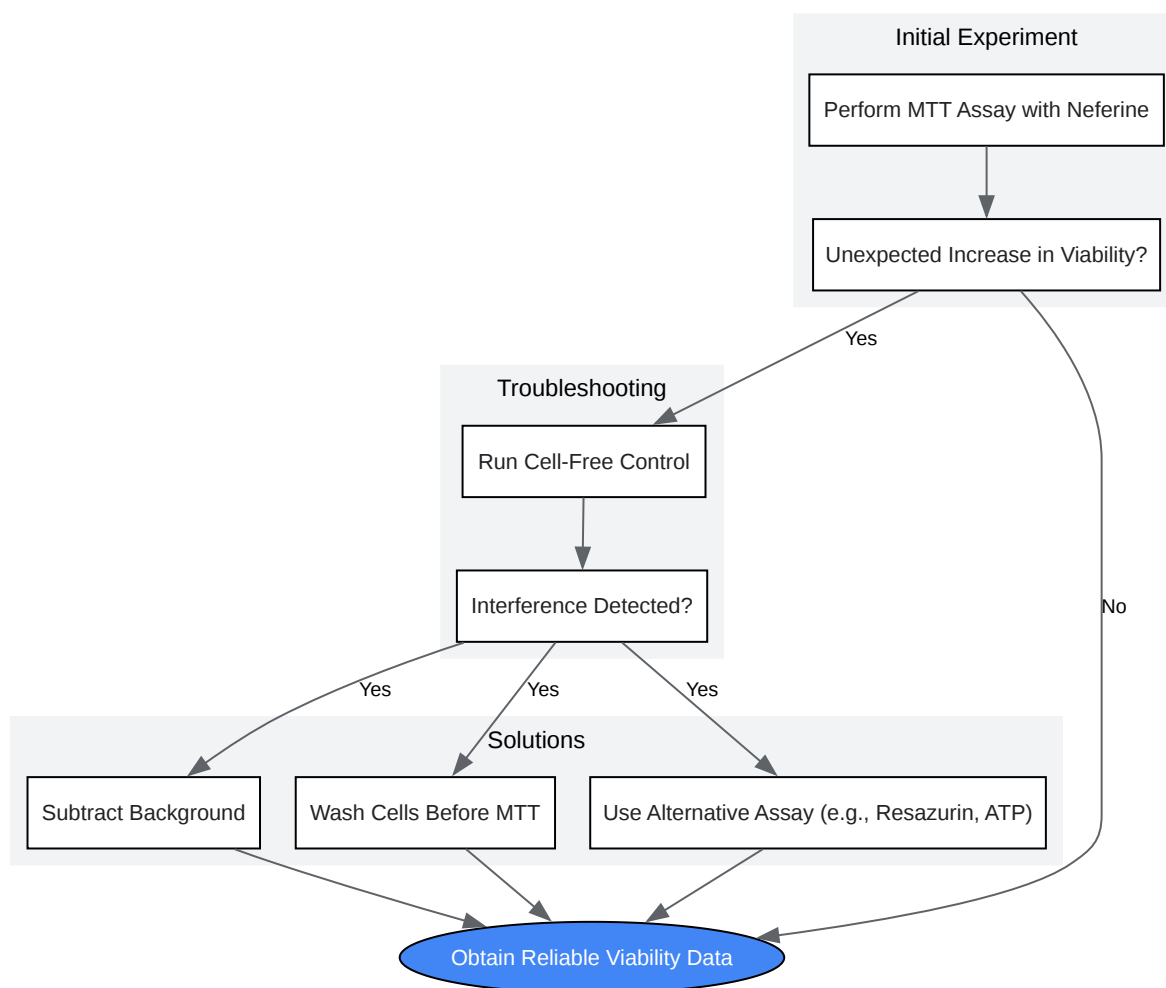 Initial Experiment
Perform MTT Assay with Neferine
Unexpected Increase in Viability?
Yes
Troubleshooting
Run Cell-Free Control
No
Interference Detected?
Yes
Yes
Yes
Solutions
Subtract Background
Wash Cells Before MTT
Use Alternative Assay (e.g., Resazurin, ATP)
Obtain Reliable Viability Data